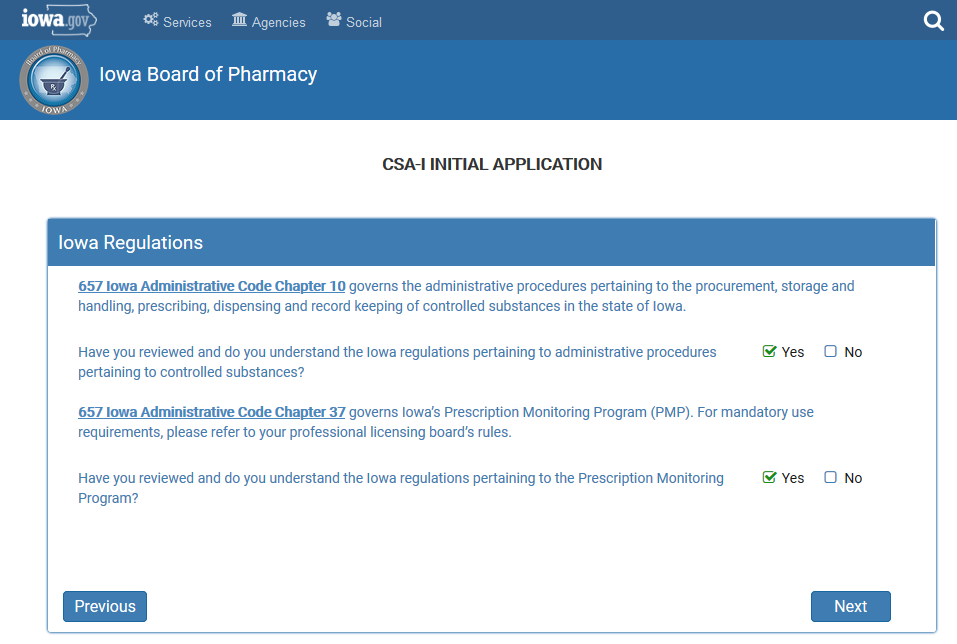 iowa.gov Services Agencies Social
Board of Pharmacy
IOWA
Iowa Board of Pharmacy
CSA-I INITIAL APPLICATION
Iowa Regulations
657 Iowa Administrative Code Chapter 10 governs the administrative procedures pertaining to the procurement, storage and
handling, prescribing, dispensing and record keeping of controlled substances in the state of Iowa.
Have you reviewed and do you understand the Iowa regulations pertaining to administrative procedures Yes No
pertaining to controlled substances?
657 Iowa Administrative Code Chapter 37 governs Iowa’s Prescription Monitoring Program (PMP). For mandatory use
requirements, please refer to your professional licensing board’s rules.
Have you reviewed and do you understand the Iowa regulations pertaining to the Prescription Monitoring Yes No
Program?
Previous Next